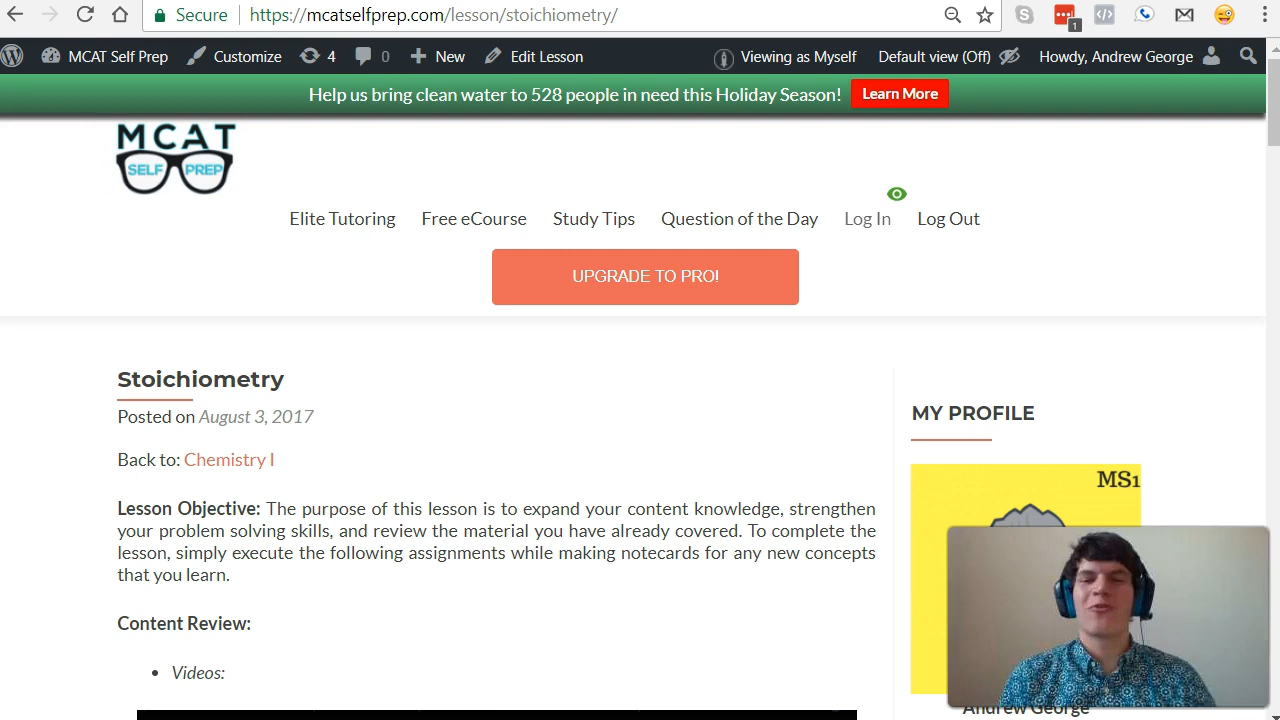 Secure https://mcatselfprep.com/lesson/stoichiometry/
1
MCAT Self Prep Customize 4 0 New Edit Lesson Viewing as Myself Default view (Off) Howdy, Andrew George
Help us bring clean water to 528 people in need this Holiday Season! Learn More
MCAT
SELF PREP
Elite Tutoring Free eCourse Study Tips Question of the Day Log In Log Out
UPGRADE TO PRO!
Stoichiometry
Posted on August 3, 2017
Back to: Chemistry I
Lesson Objective: The purpose of this lesson is to expand your content knowledge, strengthen
your problem solving skills, and review the material you have already covered. To complete the
lesson, simply execute the following assignments while making notecards for any new concepts
that you learn.
Content Review:
• Videos:
MY PROFILE
MS1
Andrew George